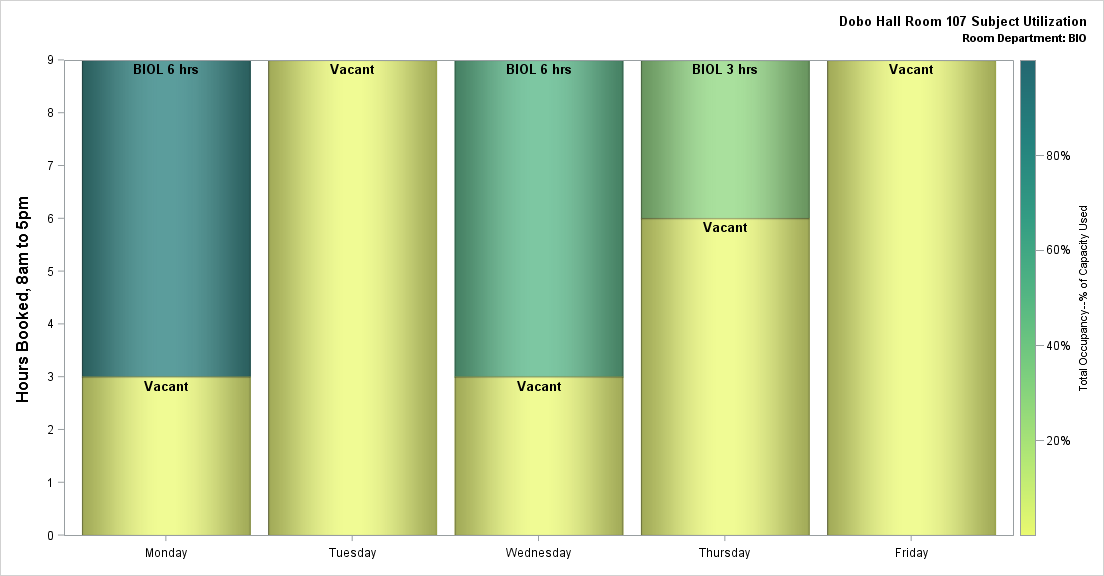 Dobo Hall Room 107 Subject Utilization
Room Department: BIO
Hours Booked, 8am to 5pm
9
8
7
6
5
4
3
2
1
0
BIOL 6 hrs
Vacant
Vacant
BIOL 6 hrs
Vacant
BIOL 3 hrs
Vacant
Vacant
Monday
Tuesday
Wednesday
Thursday
Friday
80%
60%
40%
20%
Total Occupancy--% of Capacity Used